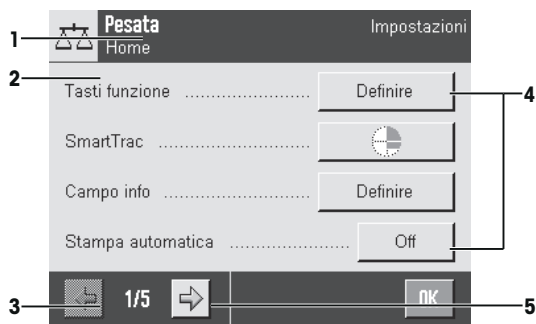 Pesata
Impostazioni
1
Home
2
Tasti funzione ........................ Definire
4
SmartTrac ............................
Campo info ........................... Definire
Stampa automatica ...................... Off
3
1/5
OK
5